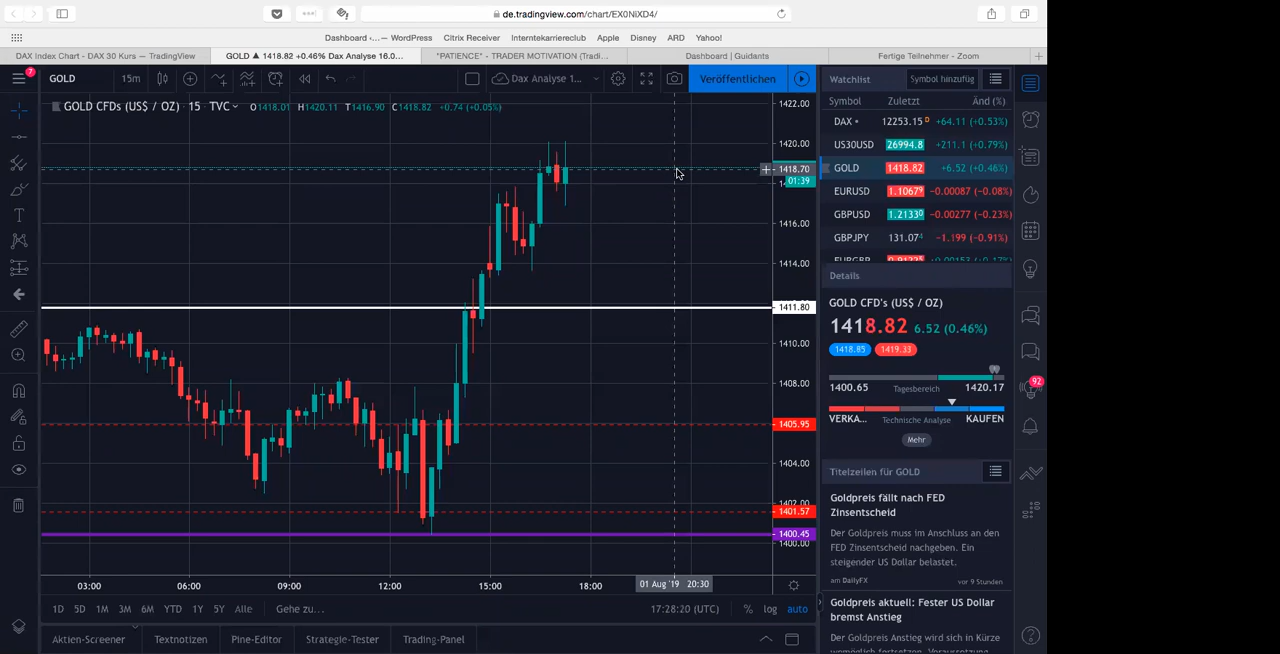 de.tradingview.com/chart/EX0NiXD4/
Dashboard ‹... — WordPress Citrix Receiver Interntekarriereclub Apple Disney ARD Yahoo!
DAX Index Chart - DAX 30 Kurs — TradingView
GOLD ▲ 1418.82 +0.46% Dax Analyse 16.0...
"PATIENCE" - TRADER MOTIVATION (Tradi...
Dashboard | Guidants
Fertige Teilnehmer - Zoom
7
GOLD 15m
Dax Analyse 1...
Veröffentlichen
GOLD CFDs (US$ / OZ) · 15 · TVC
O1418.01 H1420.11 T1416.90 C1418.82 +0.74 (+0.05%)
1422.00
1420.00
1418.70
01:39
1416.00
1414.00
1411.80
1410.00
1408.00
1405.95
1404.00
1402.00
1401.57
1400.45
1400.00
03:00 06:00 09:00 12:00 15:00 18:00
01 Aug '19 20:30
1D 5D 1M 3M 6M YTD 1Y 5Y Alle Gehe zu...
17:28:20 (UTC) % log auto
Aktien-Screener Textnotizen Pine-Editor Strategie-Tester Trading-Panel
Watchlist Symbol hinzufüg
Symbol Zuletzt Änd (%)
DAX 12253.15 D +64.11 (+0.53%)
US30USD 26994.8 +211.1 (+0.79%)
GOLD 1418.82 +6.52 (+0.46%)
EURUSD 1.1067⁹ −0.00087 (−0.08%)
GBPUSD 1.2133⁰ −0.00277 (−0.23%)
GBPJPY 131.07⁴ −1.199 (−0.91%)
Details
GOLD CFD's (US$ / OZ)
1418.82 6.52 (0.46%)
1418.85 1419.33
1400.65 Tagesbereich 1420.17
VERKA... Technische Analyse KAUFEN
Mehr
Titelzeilen für GOLD
Goldpreis fällt nach FED
Zinsentscheid
Der Goldpreis muss im Anschluss an den
FED Zinsentscheid nachgeben. Ein
steigender US Dollar belastet.
am DailyFX vor 9 Stunden
Goldpreis aktuell: Fester US Dollar
bremst Anstieg
Der Goldpreis Anstieg wird sich in Kürze
92